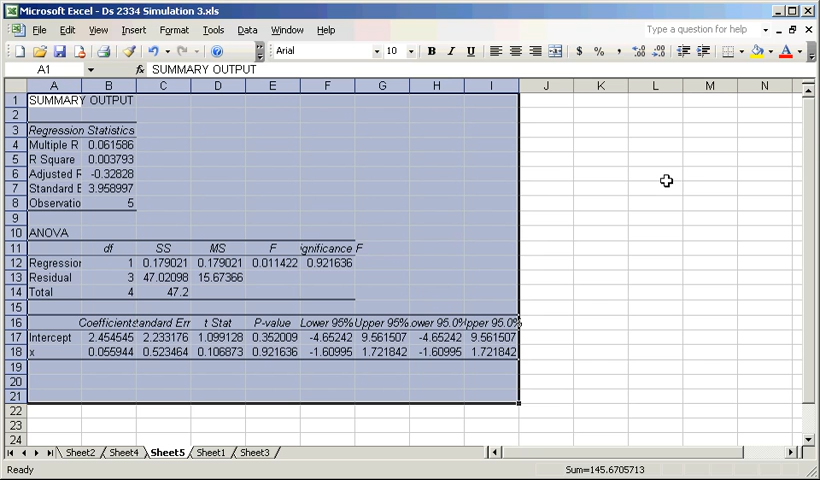 Microsoft Excel - Ds 2334 Simulation 3.xls
File Edit View Insert Format Tools Data Window Help Type a question for help
Arial 10 B I U $ % ,
A1 fx SUMMARY OUTPUT
A B C D E F G H I J K L M N
1 SUMMARY OUTPUT
2
3 Regression Statistics
4 Multiple R 0.061586
5 R Square 0.003793
6 Adjusted R -0.32828
7 Standard E 3.958997
8 Observatio 5
9
10 ANOVA
11 df SS MS F ignificance F
12 Regression 1 0.179021 0.179021 0.011422 0.921636
13 Residual 3 47.02098 15.67366
14 Total 4 47.2
15
16 Coefficients tandard Err t Stat P-value Lower 95% Upper 95% ower 95.0% pper 95.0%
17 Intercept 2.454545 2.233176 1.099128 0.352009 -4.65242 9.561507 -4.65242 9.561507
18 x 0.055944 0.523464 0.106873 0.921636 -1.60995 1.721842 -1.60995 1.721842
19
20
21
22
23
24
Sheet2 Sheet4 Sheet5 Sheet1 Sheet3
Ready Sum=145.6705713